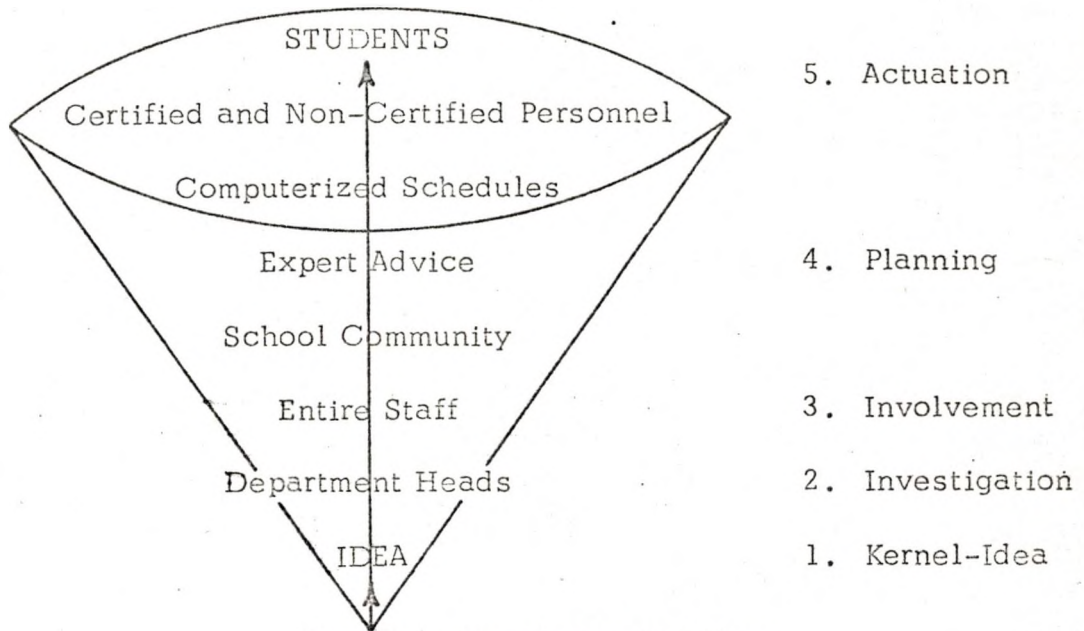 STUDENTS
5. Actuation
Certified and Non-Certified Personnel
Computerized Schedules
Expert Advice
4. Planning
School Community
Entire Staff
3. Involvement
Department Heads
2. Investigation
IDEA
1. Kernel-Idea